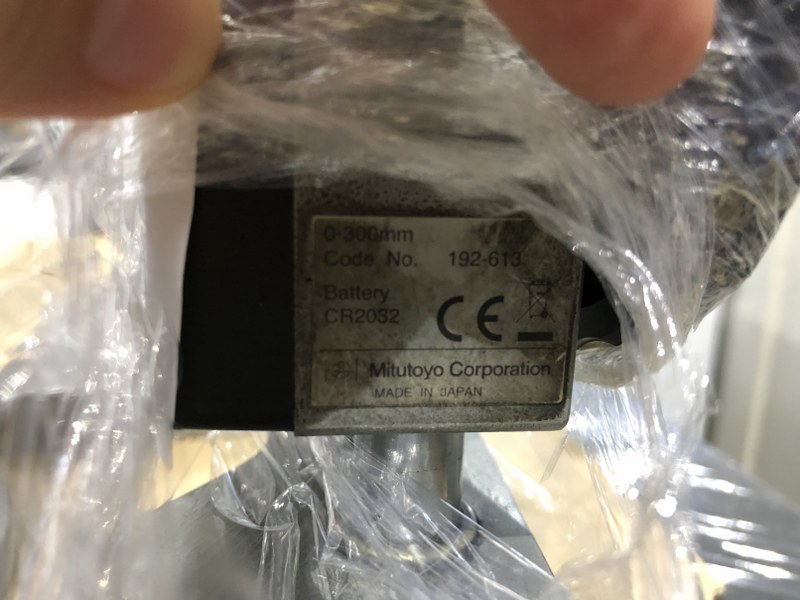 0-300mm
Code No. 192-613
Battery
CR2032
CE
Mitutoyo Corporation
MADE IN JAPAN